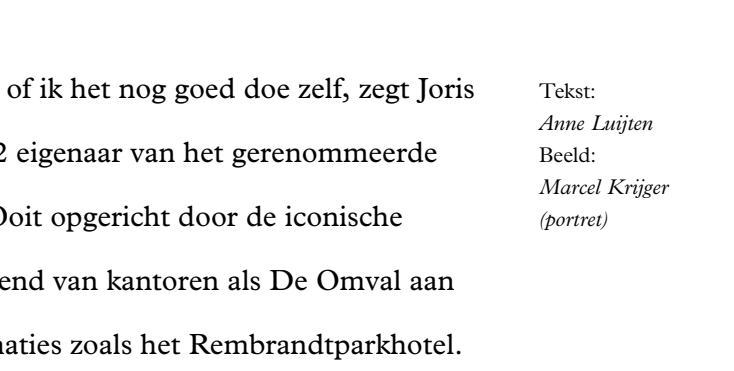 of ik het nog goed doe zelf, zegt Joris
2 eigenaar van het gerenommeerde
Doit opgericht door de iconische
end van kantoren als De Omval aan
naties zoals het Rembrandtparkhotel.
Tekst:
Anne Luijten
Beeld:
Marcel Krijger
(portret)